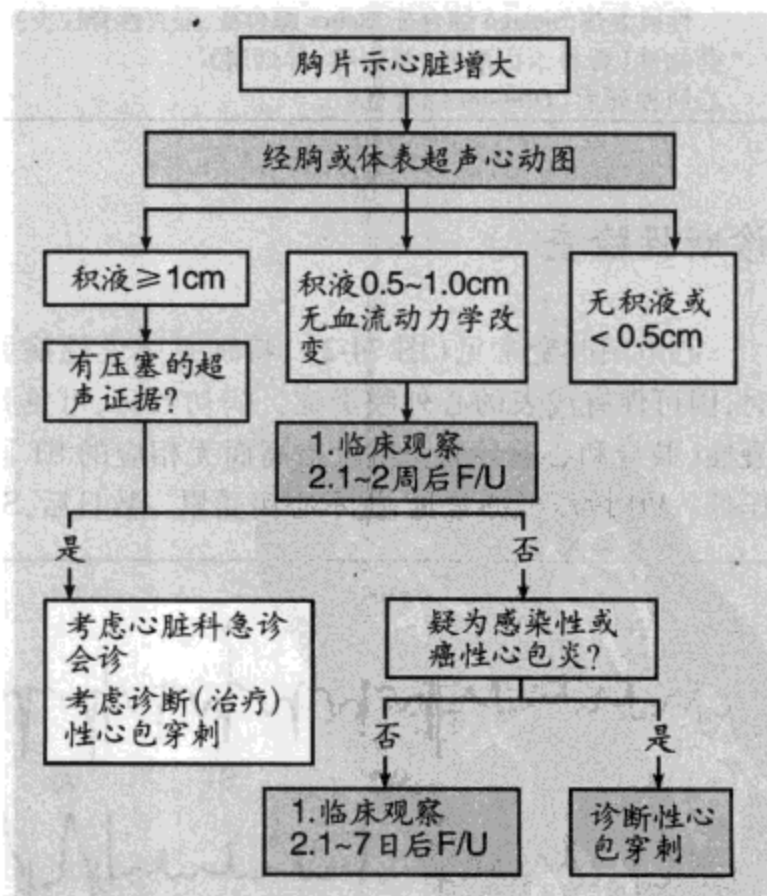 胸片示心脏增大
经胸或体表超声心动图
积液≥1cm
积液0.5~1.0cm
无血流动力学改
变
无积液或
<0.5cm
有压塞的超
声证据?
1.临床观察
2.1~2周后F/U
是
否
考虑心脏科急诊
会诊
考虑诊断(治疗)
性心包穿刺
疑为感染性或
癌性心包炎?
否
是
1.临床观察
2.1~7日后F/U
诊断性心
包穿刺